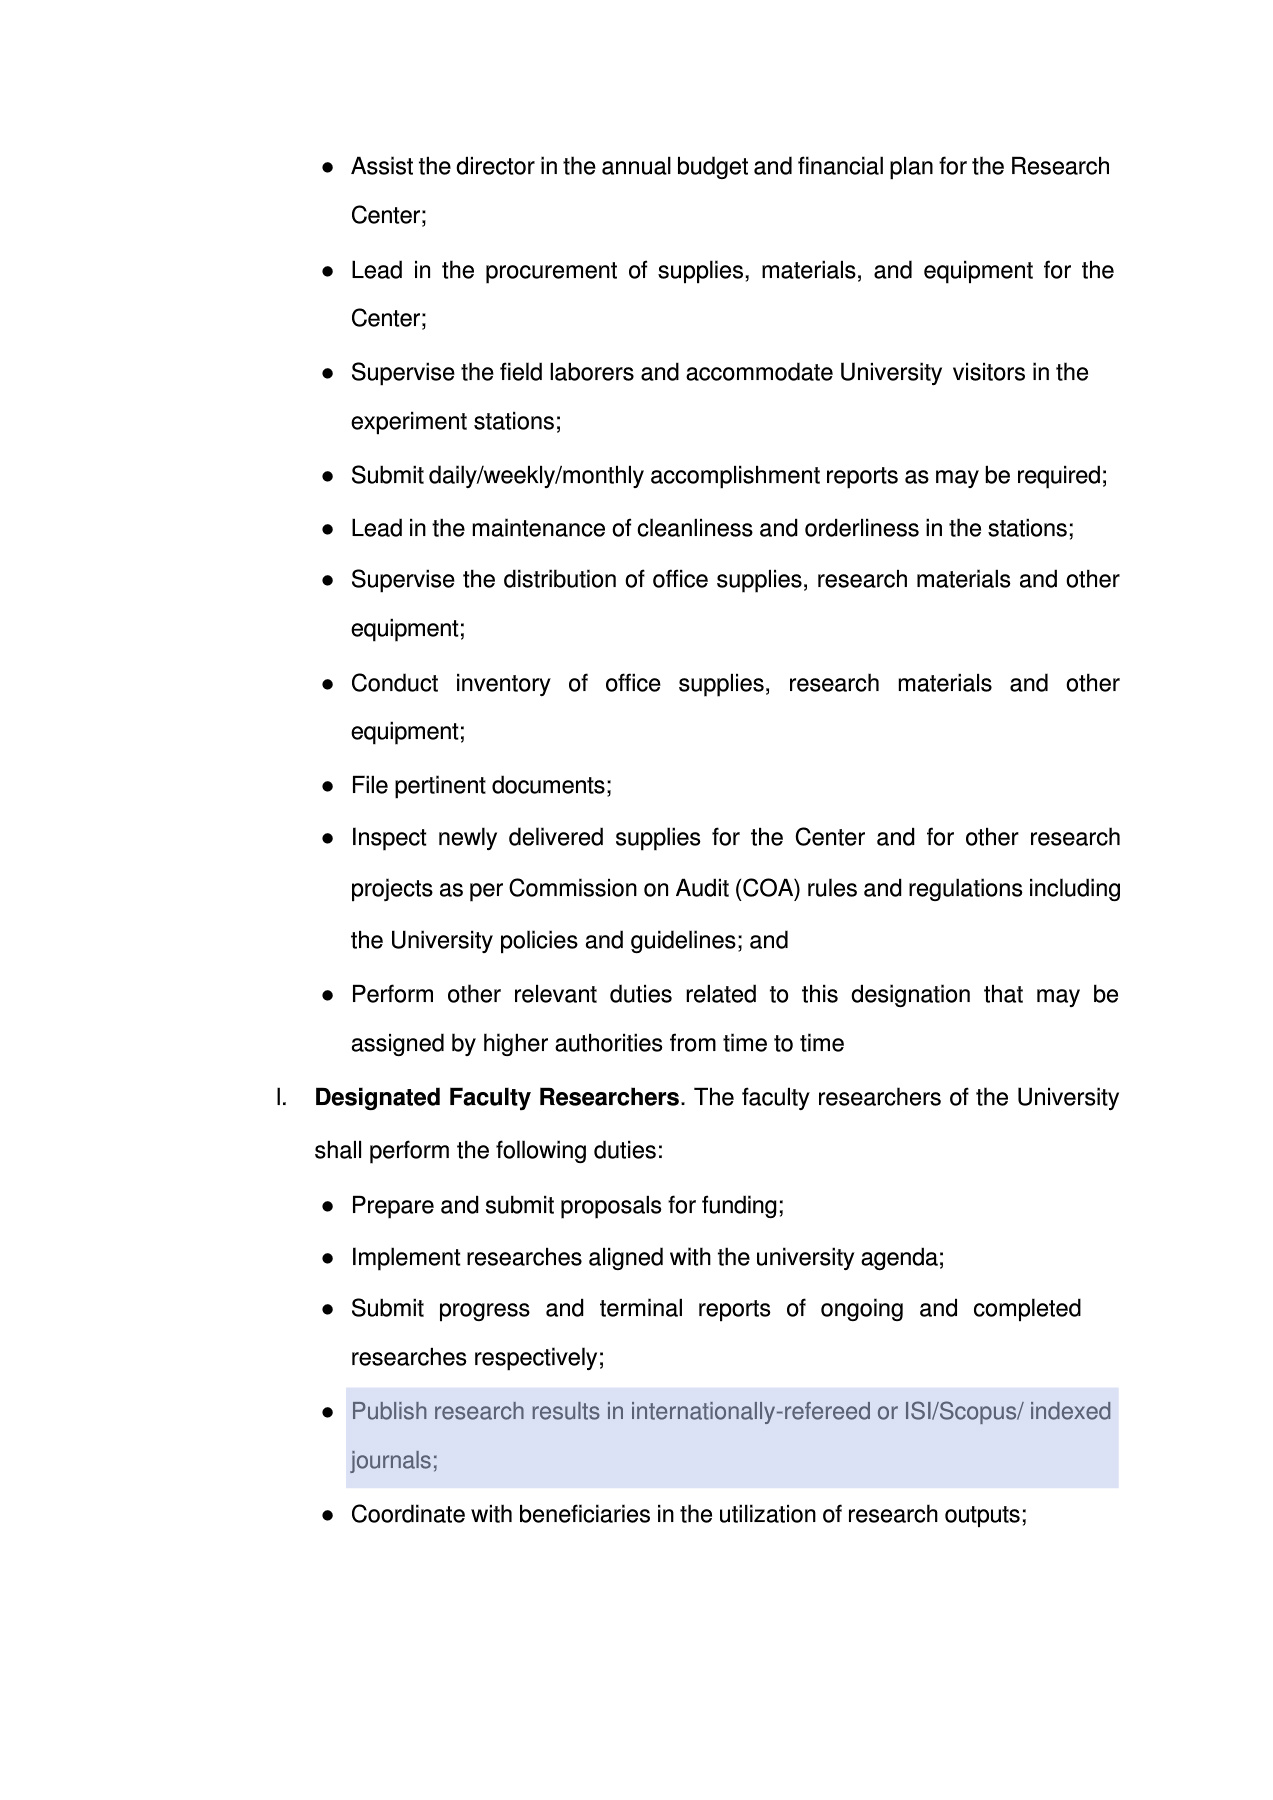 ● Assist the director in the annual budget and financial plan for the Research
Center;
● Lead in the procurement of supplies, materials, and equipment for the
Center;
● Supervise the field laborers and accommodate University visitors in the
experiment stations;
● Submit daily/weekly/monthly accomplishment reports as may be required;
● Lead in the maintenance of cleanliness and orderliness in the stations;
● Supervise the distribution of office supplies, research materials and other
equipment;
● Conduct inventory of office supplies, research materials and other
equipment;
● File pertinent documents;
● Inspect newly delivered supplies for the Center and for other research
projects as per Commission on Audit (COA) rules and regulations including
the University policies and guidelines; and
● Perform other relevant duties related to this designation that may be
assigned by higher authorities from time to time
l. Designated Faculty Researchers. The faculty researchers of the University
shall perform the following duties:
● Prepare and submit proposals for funding;
● Implement researches aligned with the university agenda;
● Submit progress and terminal reports of ongoing and completed
researches respectively;
● Publish research results in internationally-refereed or ISI/Scopus/ indexed
journals;
● Coordinate with beneficiaries in the utilization of research outputs;